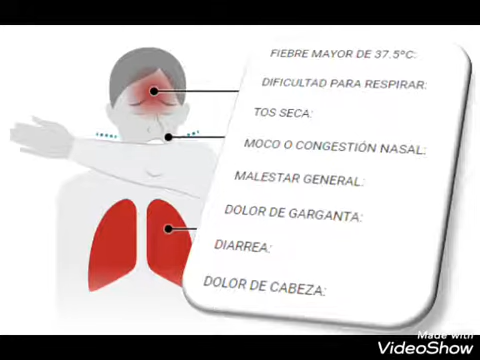 FIEBRE MAYOR DE 37.5°C:
DIFICULTAD PARA RESPIRAR:
TOS SECA:
MOCO O CONGESTIÓN NASAL:
MALESTAR GENERAL:
DOLOR DE GARGANTA:
DIARREA:
DOLOR DE CABEZA:
Made with
VideoShow